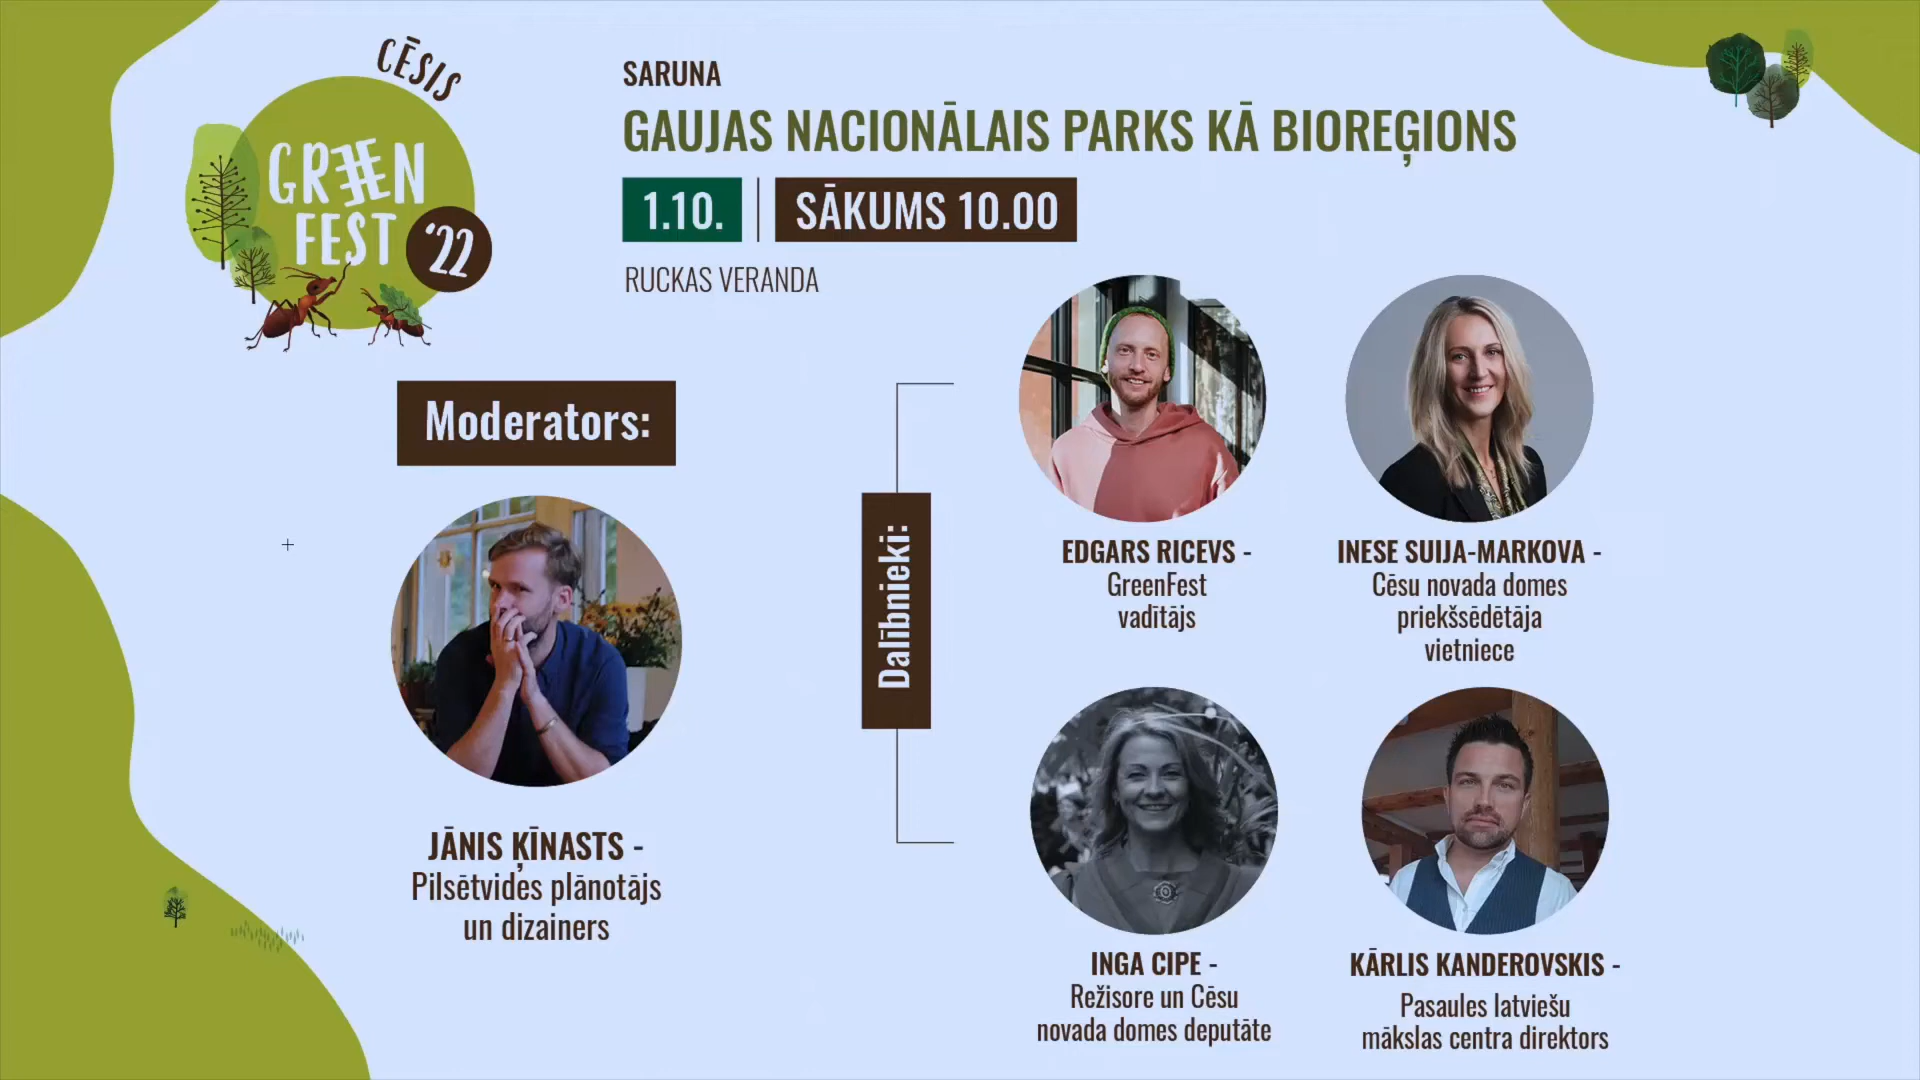 CĒSIS
GREEN
FEST
'22
SARUNA
GAUJAS NACIONĀLAIS PARKS KĀ BIOREĢIONS
1.10.
SĀKUMS 10.00
RUCKAS VERANDA
Moderators:
JĀNIS ĶĪNASTS -
Pilsētvides plānotājs
un dizainers
Dalībnieki:
EDGARS RICEVS -
GreenFest
vadītājs
INESE SUIJA-MARKOVA -
Cēsu novada domes
priekšsēdētāja
vietniece
INGA CIPE -
Režisore un Cēsu
novada domes deputāte
KĀRLIS KANDEROVSKIS -
Pasaules latviešu
mākslas centra direktors